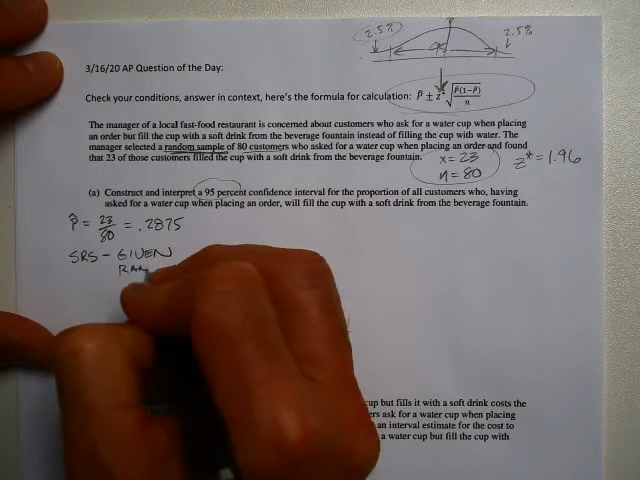 2.5%
95
2.5%
3/16/20 AP Question of the Day:
Check your conditions, answer in context, here's the formula for calculation: p̂ ± z* √(p̂(1−p̂)/n)
The manager of a local fast-food restaurant is concerned about customers who ask for a water cup when placing
an order but fill the cup with a soft drink from the beverage fountain instead of filling the cup with water. The
manager selected a random sample of 80 customers who asked for a water cup when placing an order and found
that 23 of those customers filled the cup with a soft drink from the beverage fountain.
x = 23
n = 80
z* = 1.96
(a) Construct and interpret a 95 percent confidence interval for the proportion of all customers who, having
asked for a water cup when placing an order, will fill the cup with a soft drink from the beverage fountain.
p̂ = 23/80 = .2875
SRS - GIVEN
RAN
cup but fills it with a soft drink costs the
ers ask for a water cup when placing
an interval estimate for the cost to
a water cup but fill the cup with